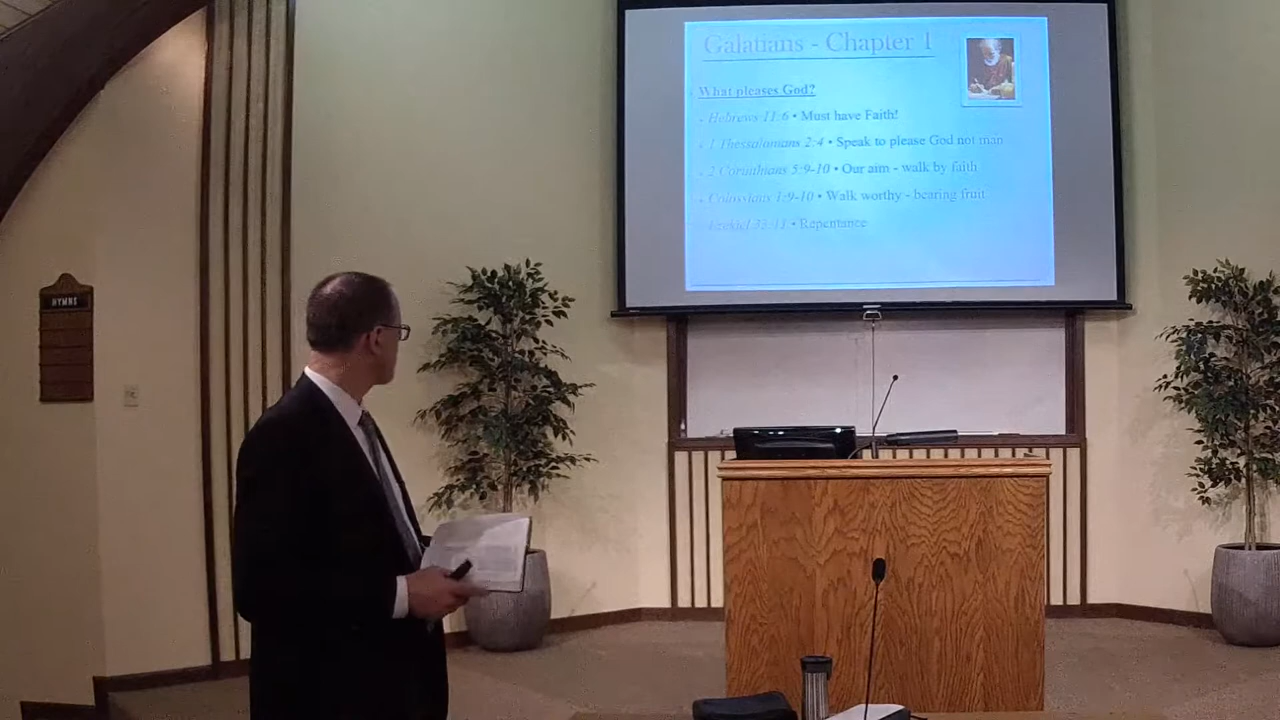 Galatians - Chapter 1
What pleases God?
Hebrews 11:6 • Must have Faith!
1 Thessalonians 2:4 • Speak to please God not man
2 Corinthians 5:9-10 • Our aim - walk by faith
Colossians 1:9-10 • Walk worthy - bearing fruit
Ezekiel 33:11 • Repentance
HYMNS